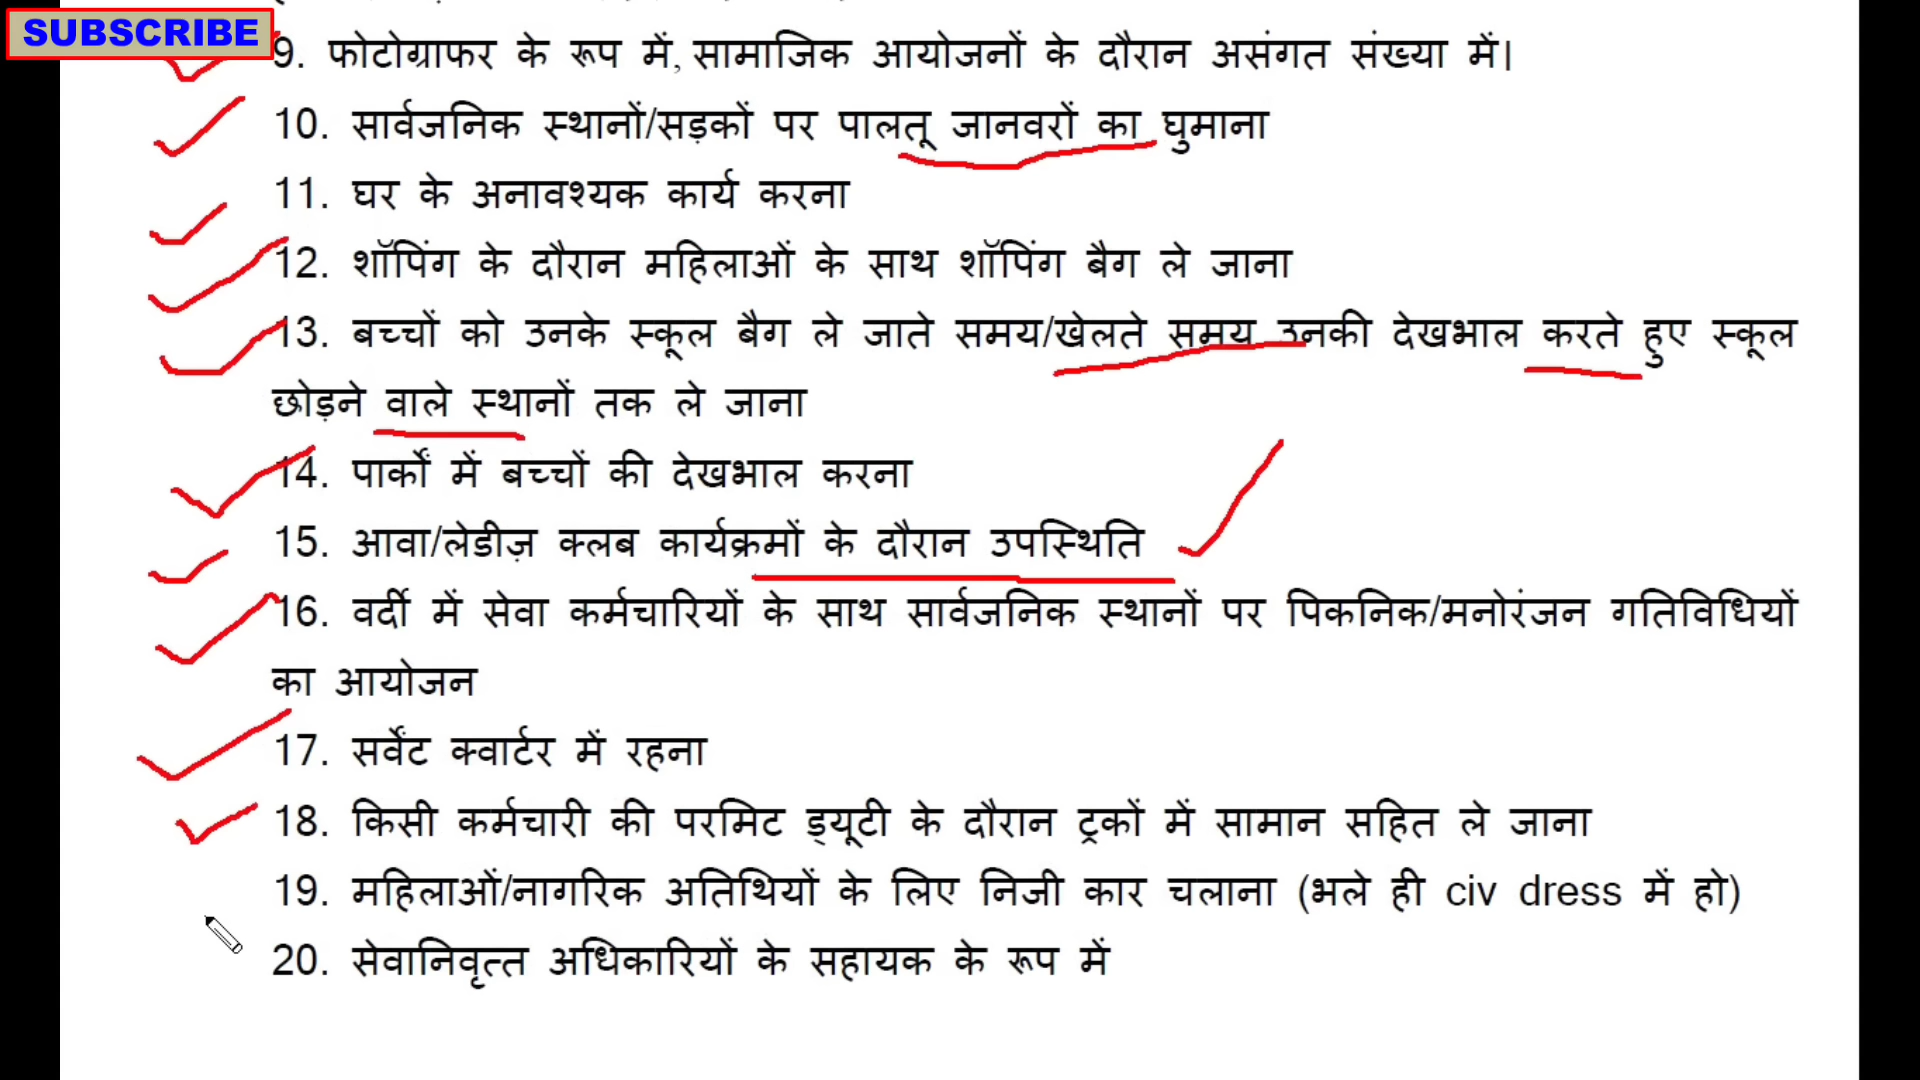 SUBSCRIBE
9. फोटोग्राफर के रूप में, सामाजिक आयोजनों के दौरान असंगत संख्या में।
10. सार्वजनिक स्थानों/सड़कों पर पालतू जानवरों का घुमाना
11. घर के अनावश्यक कार्य करना
12. शॉपिंग के दौरान महिलाओं के साथ शॉपिंग बैग ले जाना
13. बच्चों को उनके स्कूल बैग ले जाते समय/खेलते समय उनकी देखभाल करते हुए स्कूल
छोड़ने वाले स्थानों तक ले जाना
14. पार्कों में बच्चों की देखभाल करना
15. आवा/लेडीज़ क्लब कार्यक्रमों के दौरान उपस्थिति
16. वर्दी में सेवा कर्मचारियों के साथ सार्वजनिक स्थानों पर पिकनिक/मनोरंजन गतिविधियों
का आयोजन
17. सर्वेंट क्वार्टर में रहना
18. किसी कर्मचारी की परमिट ड्यूटी के दौरान ट्रकों में सामान सहित ले जाना
19. महिलाओं/नागरिक अतिथियों के लिए निजी कार चलाना (भले ही civ dress में हो)
20. सेवानिवृत्त अधिकारियों के सहायक के रूप में